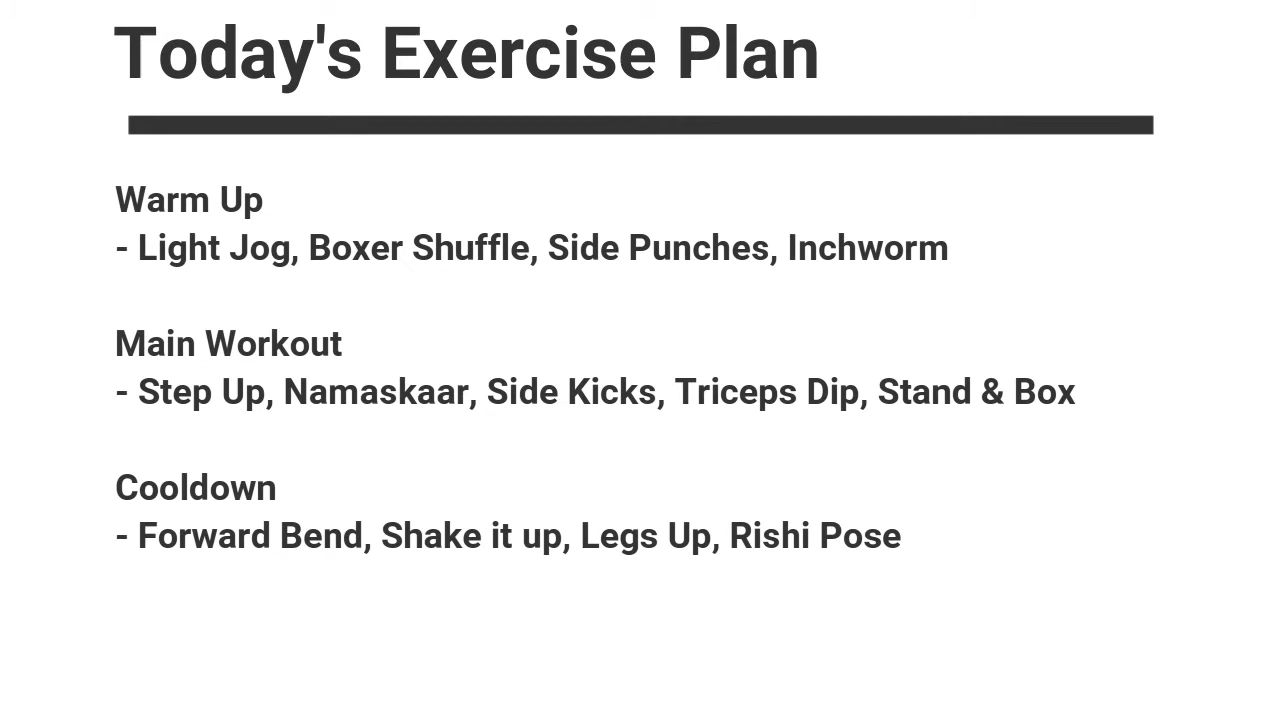 Today's Exercise Plan
Warm Up
- Light Jog, Boxer Shuffle, Side Punches, Inchworm
Main Workout
- Step Up, Namaskaar, Side Kicks, Triceps Dip, Stand & Box
Cooldown
- Forward Bend, Shake it up, Legs Up, Rishi Pose